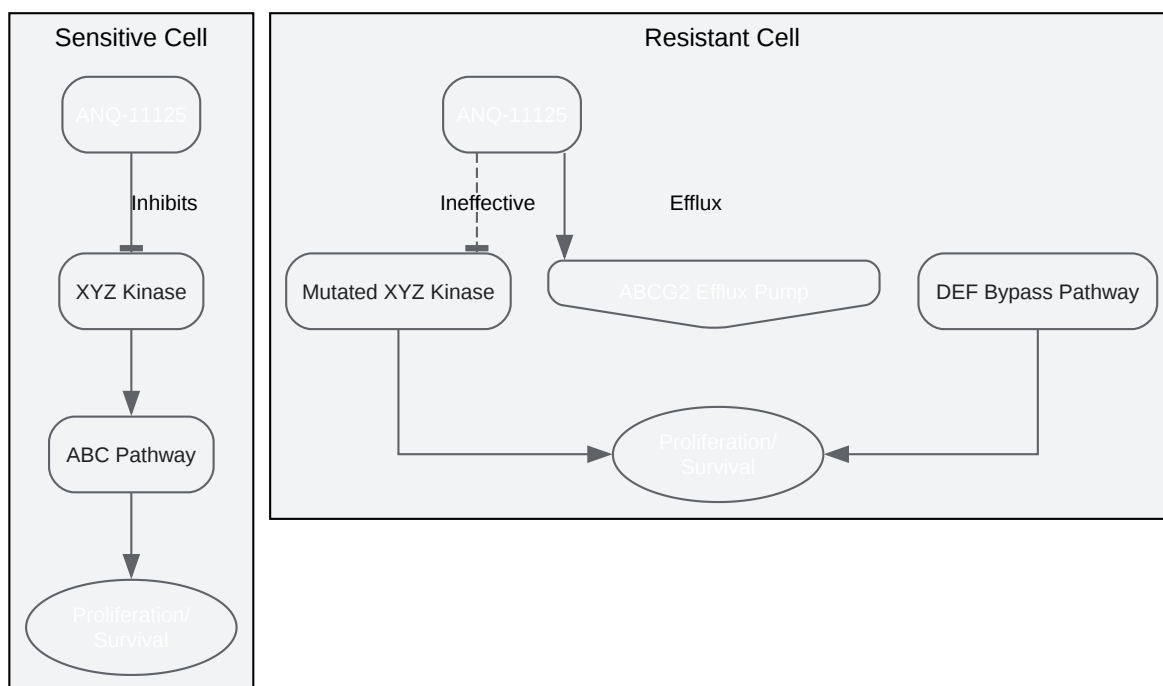 Sensitive Cell
ANQ-11125
Inhibits
XYZ Kinase
ABC Pathway
Proliferation/
Survival
Resistant Cell
ANQ-11125
Ineffective
Efflux
Mutated XYZ Kinase
ABCG2 Efflux Pump
DEF Bypass Pathway
Proliferation/
Survival